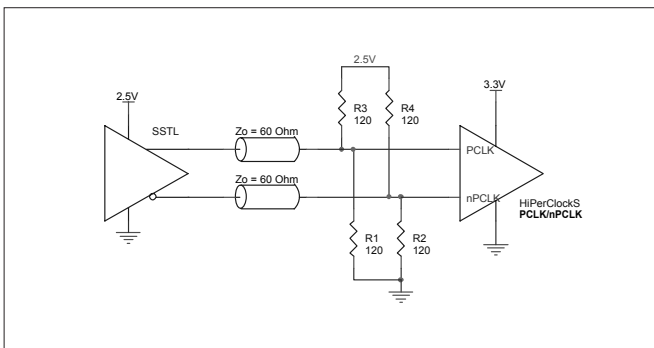 2.5V
3.3V
2.5V
R3
120
R4
120
SSTL
Zo = 60 Ohm
PCLK
Zo = 60 Ohm
nPCLK
HiPerClockS
PCLK/nPCLK
R1
120
R2
120